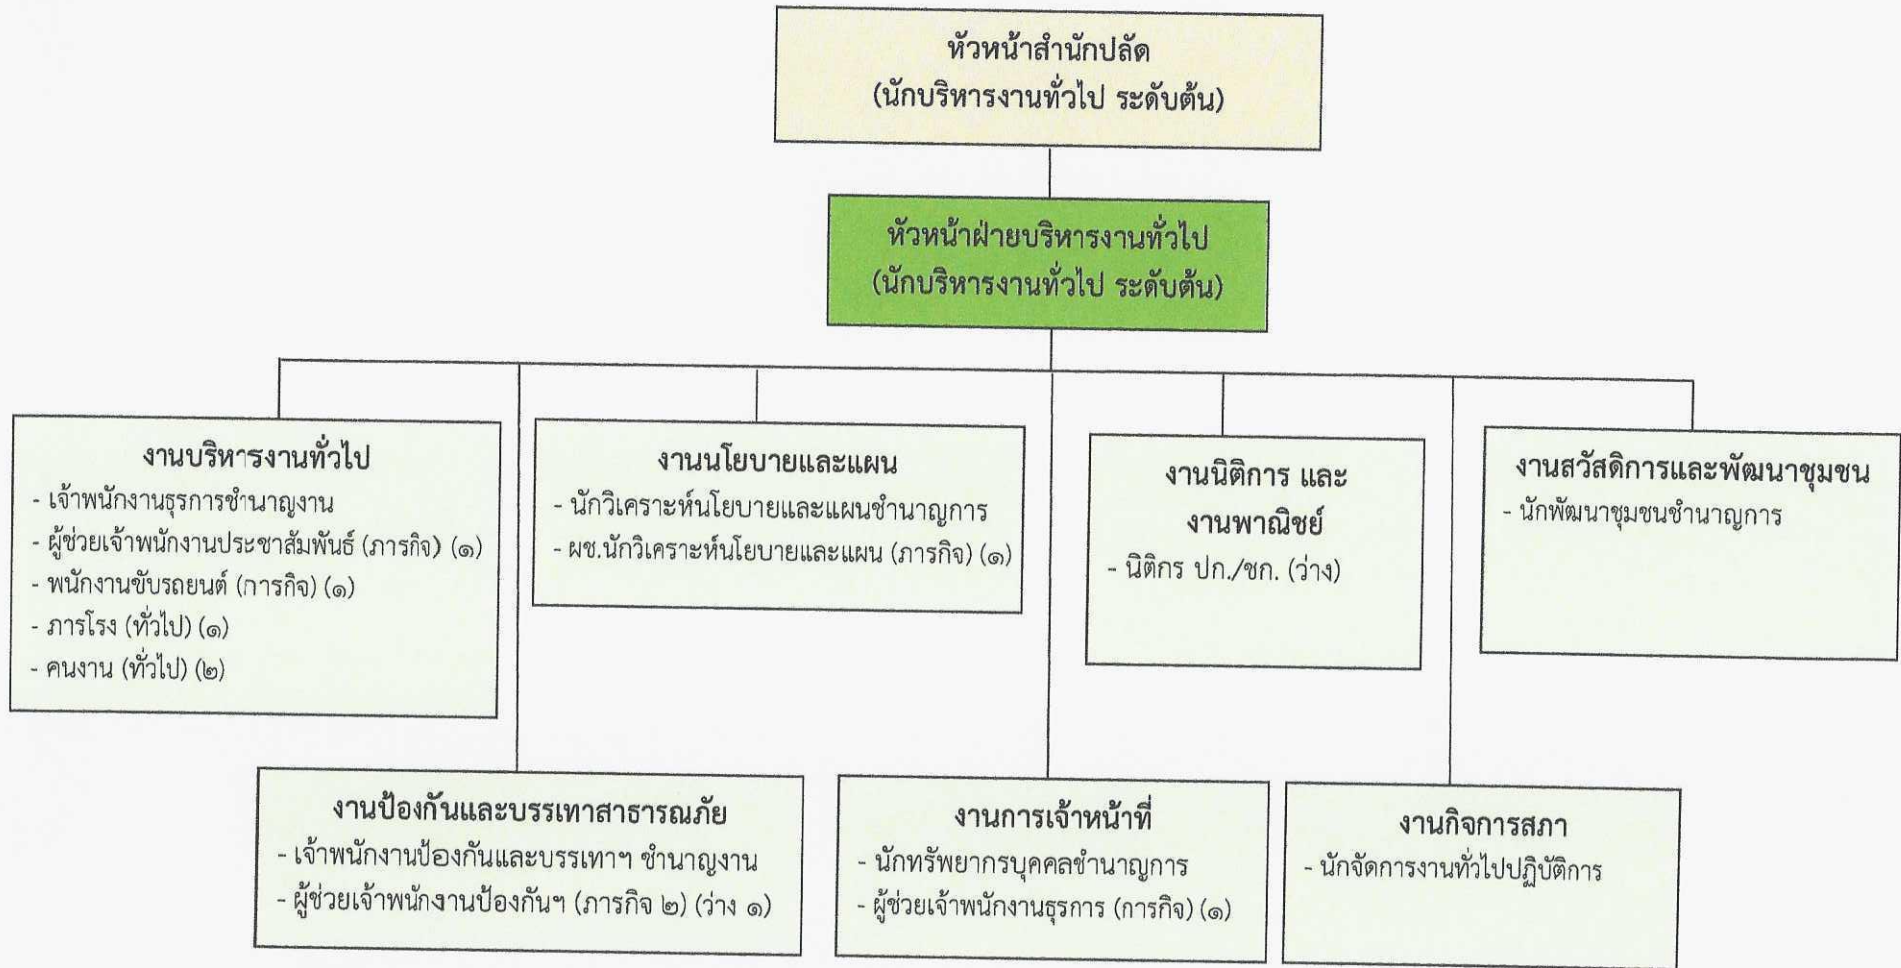 หัวหน้าสำนักปลัด
(นักบริหารงานทั่วไป ระดับต้น)
หัวหน้าฝ่ายบริหารงานทั่วไป
(นักบริหารงานทั่วไป ระดับต้น)
งานบริหารงานทั่วไป
- เจ้าพนักงานธุรการชำนาญงาน
- ผู้ช่วยเจ้าพนักงานประชาสัมพันธ์ (ภารกิจ) (๑)
- พนักงานขับรถยนต์ (ภารกิจ) (๑)
- ภารโรง (ทั่วไป) (๑)
- คนงาน (ทั่วไป) (๒)
งานนโยบายและแผน
- นักวิเคราะห์นโยบายและแผนชำนาญการ
- ผช.นักวิเคราะห์นโยบายและแผน (ภารกิจ) (๑)
งานนิติการ และ
งานพาณิชย์
- นิติกร ปก./ชก. (ว่าง)
งานสวัสดิการและพัฒนาชุมชน
- นักพัฒนาชุมชนชำนาญการ
งานป้องกันและบรรเทาสาธารณภัย
- เจ้าพนักงานป้องกันและบรรเทาฯ ชำนาญงาน
- ผู้ช่วยเจ้าพนักงานป้องกันฯ (ภารกิจ ๒) (ว่าง ๑)
งานการเจ้าหน้าที่
- นักทรัพยากรบุคคลชำนาญการ
- ผู้ช่วยเจ้าพนักงานธุรการ (ภารกิจ) (๑)
งานกิจการสภา
- นักจัดการงานทั่วไปปฏิบัติการ